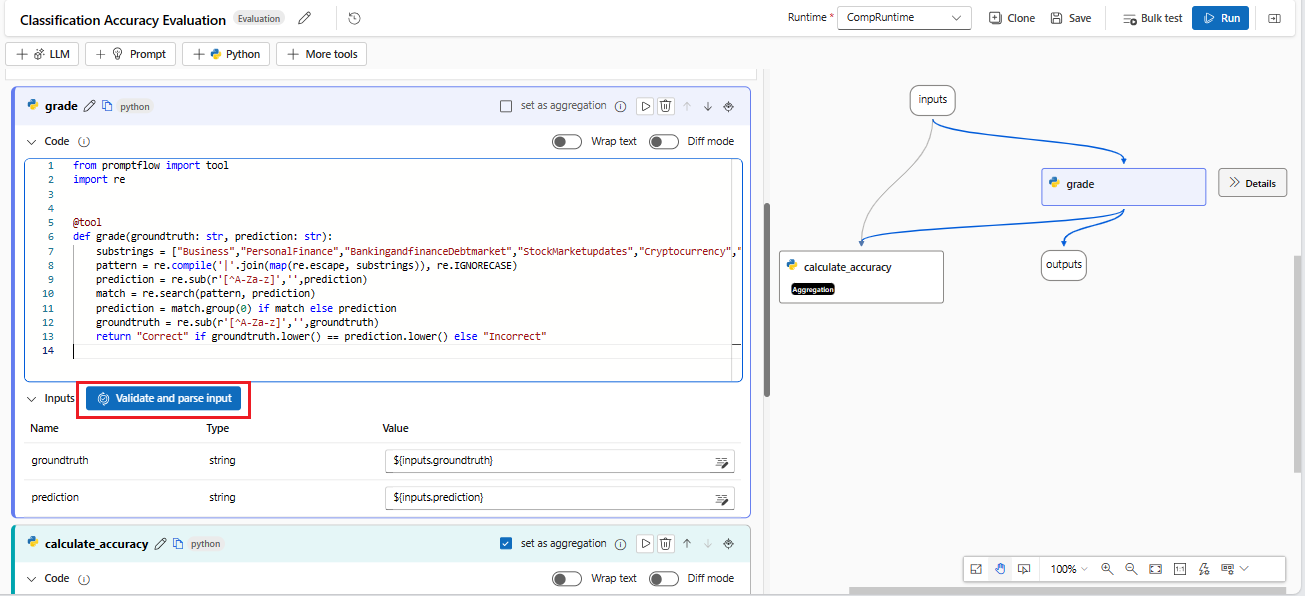 Classification Accuracy Evaluation Evaluation
Runtime * CompRuntime Clone Save Bulk test Run
LLM Prompt Python More tools
grade python set as aggregation
Code Wrap text Diff mode
1 from promptflow import tool
2 import re
3
4
5 @tool
6 def grade(groundtruth: str, prediction: str):
7 substrings = ["Business","PersonalFinance","BankingandfinanceDebtmarket","StockMarketupdates","Cryptocurrency","
8 pattern = re.compile('|'.join(map(re.escape, substrings)), re.IGNORECASE)
9 prediction = re.sub(r'[^A-Za-z]','',prediction)
10 match = re.search(pattern, prediction)
11 prediction = match.group(0) if match else prediction
12 groundtruth = re.sub(r'[^A-Za-z]','',groundtruth)
13 return "Correct" if groundtruth.lower() == prediction.lower() else "Incorrect"
14
Inputs Validate and parse input
Name Type Value
groundtruth string ${inputs.groundtruth}
prediction string ${inputs.prediction}
calculate_accuracy python set as aggregation
Code Wrap text Diff mode
inputs
grade
Details
calculate_accuracy
Aggregation
outputs
100%
1:1